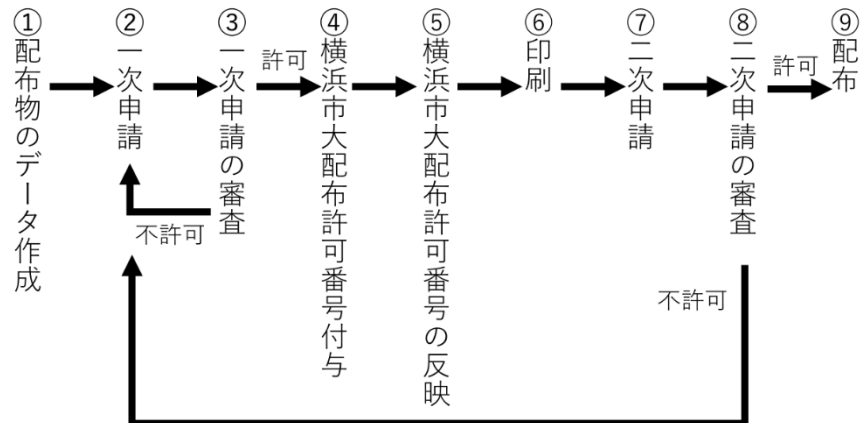 ①配布物のデータ作成
②一次申請
③一次申請の審査
許可
不許可
④横浜市大配布許可番号付与
⑤横浜市大配布許可番号の反映
⑥印刷
⑦二次申請
⑧二次申請の審査
許可
不許可
⑨配布